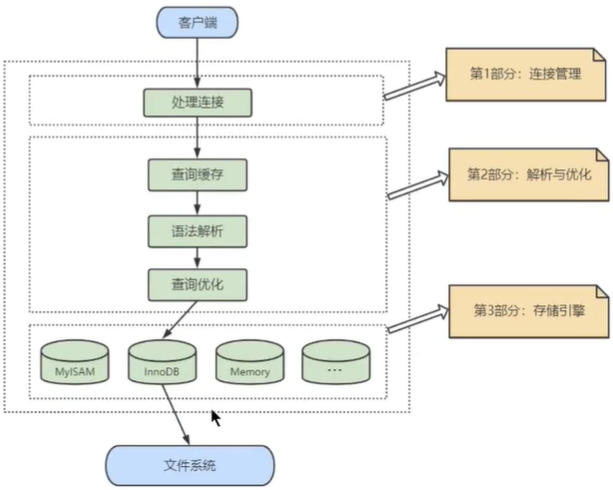 客户端
第1部分：连接管理
处理连接
查询缓存
第2部分：解析与优化
语法解析
查询优化
第3部分：存储引擎
MyISAM
InnoDB
Memory
...
文件系统